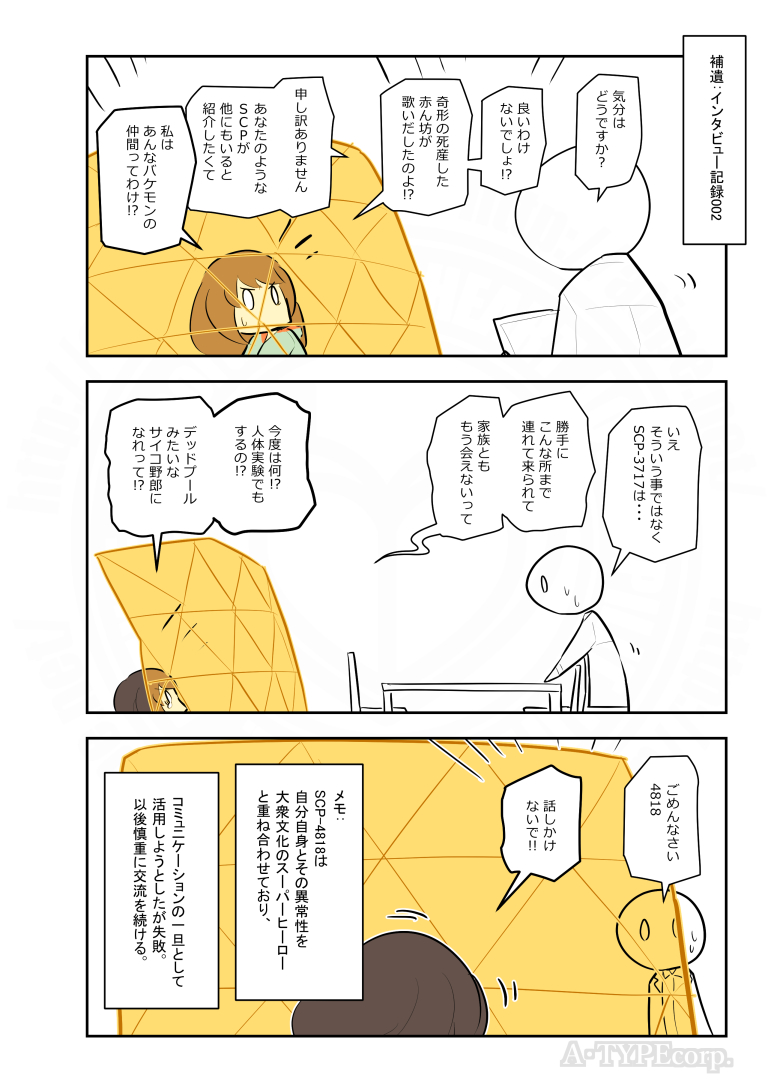 補遺:インタビュー記録002
気分は
どうですか?
良いわけ
ないでしょ!?
奇形の死産した
赤ん坊が
歌いだしたのよ!?
申し訳ありません
あなたのような
SCPが
他にもいると
紹介したくて
私は
あんなバケモンの
仲間ってわけ!?
いえ
そういう事ではなく
SCP-3717は・・・
勝手に
こんな所まで
連れて来られて
家族とも
もう会えないって
今度は何!?
人体実験でも
するの!?
デッドプール
みたいな
サイコ野郎に
なれって!?
ごめんなさい
4818
話しかけ
ないで!!
メモ:
SCP-4818は
自分自身とその異常性を
大衆文化のスーパーヒーロー
と重ね合わせており、
コミュニケーションの一旦として
活用しようとしたが失敗。
以後慎重に交流を続ける。
A-TYPEcorp.